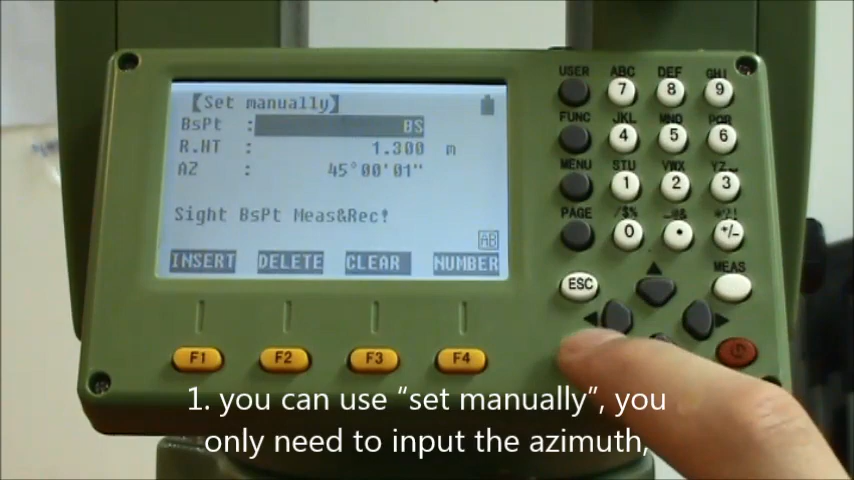 【Set manually】
BsPt : BS
R.HT : 1.300 m
AZ : 45°00'01"
Sight BsPt Meas&Rec!
AB
INSERT DELETE CLEAR NUMBER
F1 F2 F3 F4
USER ABC DEF GHI
7 8 9
FUNC JKL MNO PQR
4 5 6
MENU STU VWX YZ
1 2 3
PAGE /$%
0 • +/-
ESC MEAS
1. you can use “set manually”, you
only need to input the azimuth,